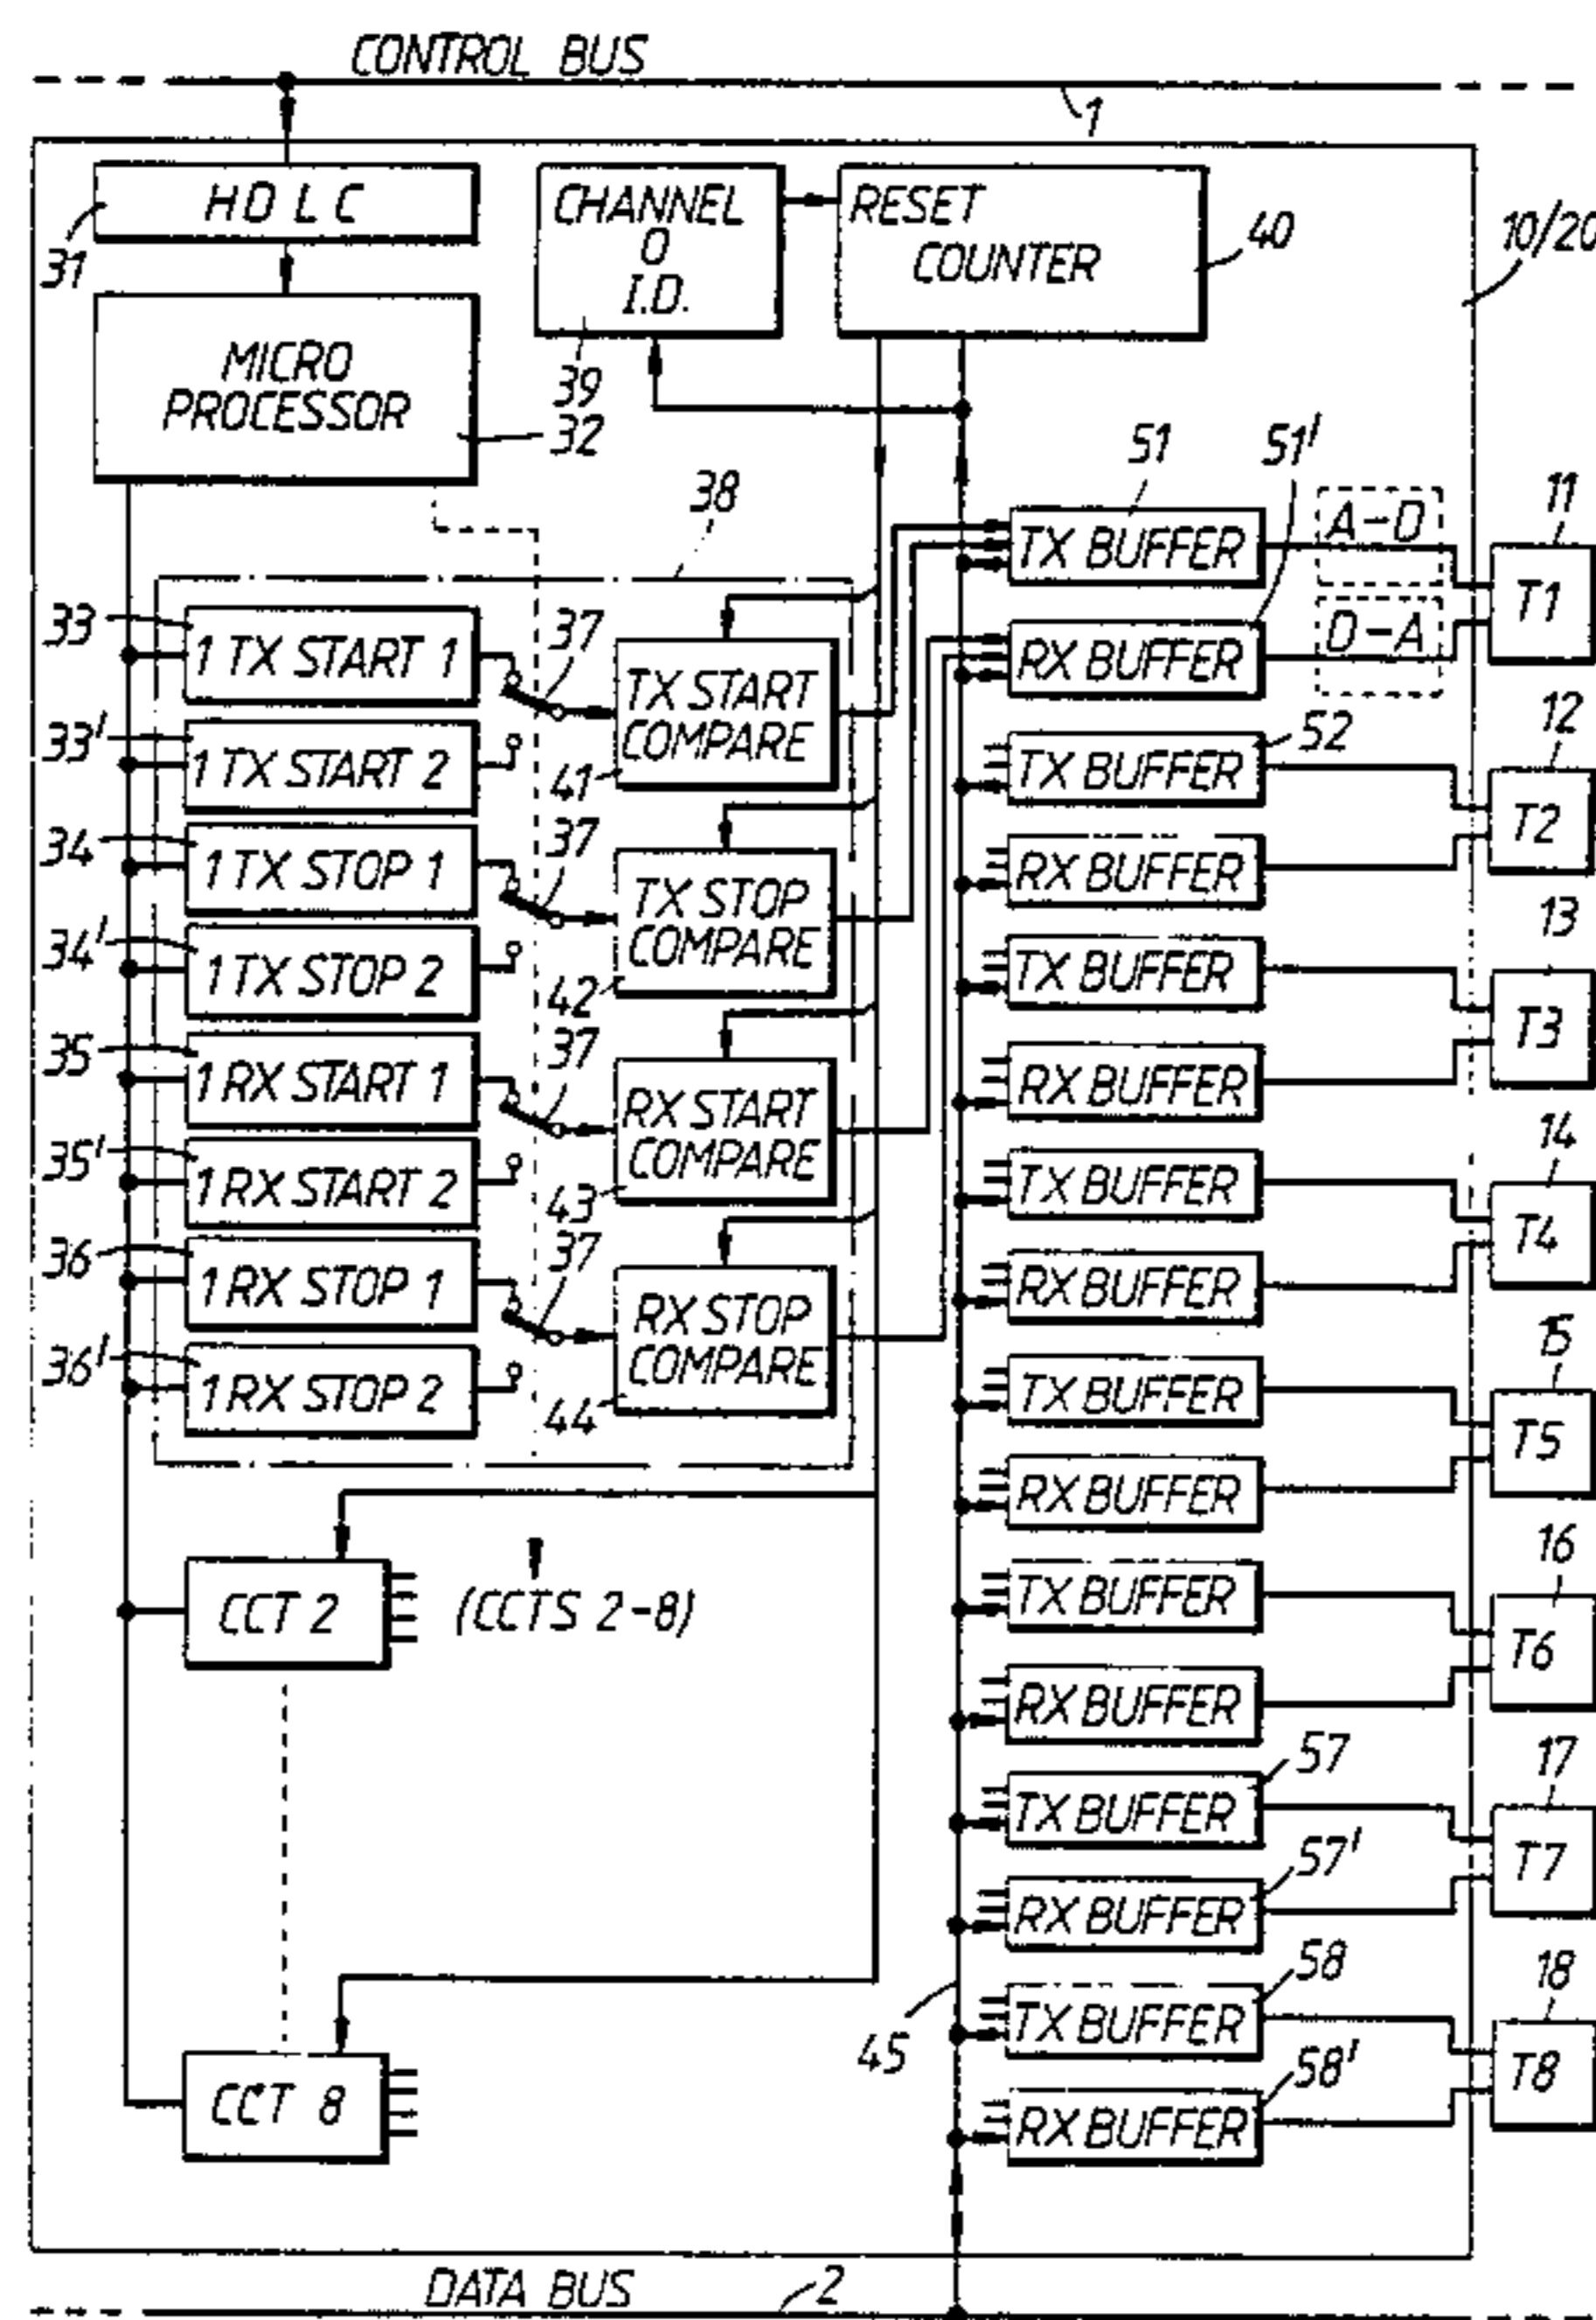 CONTROL BUS
1
HDLC
31
CHANNEL
0
I.D.
39
RESET
COUNTER
40
10/20
MICRO
PROCESSOR
32
38
51
51'
A-D
D-A
11
T1
33
1 TX START 1
33'
1 TX START 2
34
1 TX STOP 1
34'
1 TX STOP 2
35
1 RX START 1
35'
1 RX START 2
36
1 RX STOP 1
36'
1 RX STOP 2
37
37
37
37
TX START
COMPARE
41
TX STOP
COMPARE
42
RX START
COMPARE
43
RX STOP
COMPARE
44
TX BUFFER
RX BUFFER
TX BUFFER
52
RX BUFFER
12
T2
TX BUFFER
RX BUFFER
13
T3
TX BUFFER
RX BUFFER
14
T4
TX BUFFER
RX BUFFER
15
T5
TX BUFFER
RX BUFFER
16
T6
TX BUFFER
57
RX BUFFER
57'
17
T7
TX BUFFER
58
RX BUFFER
58'
18
T8
CCT 2
(CCTS 2-8)
CCT 8
45
DATA BUS
2